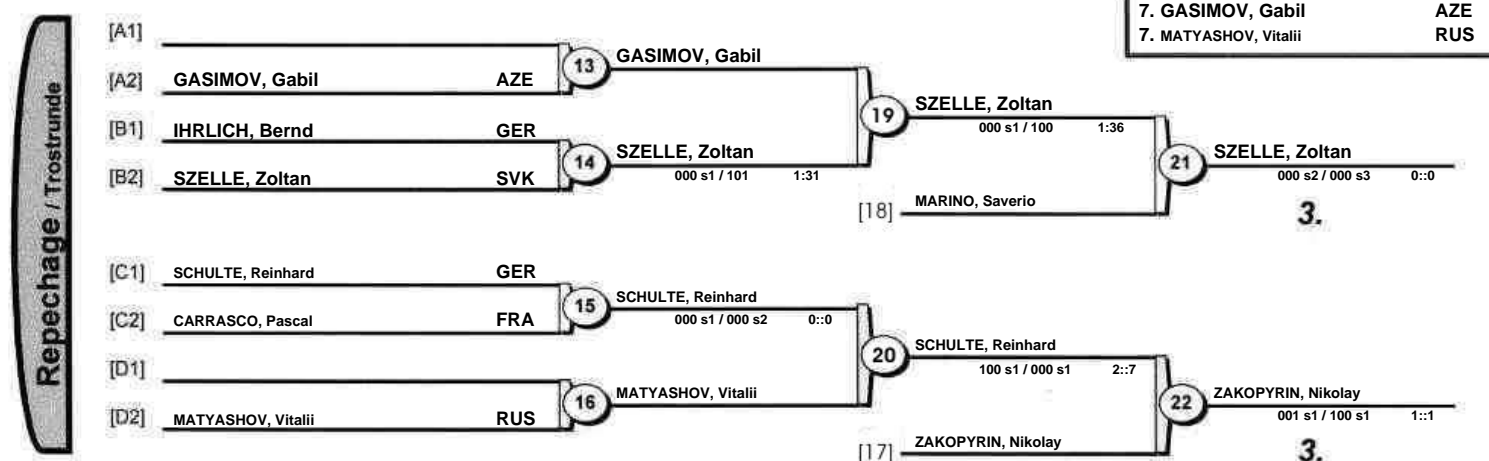 7. GASIMOV, Gabil AZE
7. MATYASHOV, Vitalii RUS
Repechage / Trostrunde
[A1]
13 GASIMOV, Gabil
[A2] GASIMOV, Gabil AZE
19 SZELLE, Zoltan
000 s1 / 100 1:36
[B1] IHRLICH, Bernd GER
14 SZELLE, Zoltan
000 s1 / 101 1:31
[B2] SZELLE, Zoltan SVK
21 SZELLE, Zoltan
000 s2 / 000 s3 0::0
[18] MARINO, Saverio
3.
[C1] SCHULTE, Reinhard GER
15 SCHULTE, Reinhard
000 s1 / 000 s2 0::0
[C2] CARRASCO, Pascal FRA
20 SCHULTE, Reinhard
100 s1 / 000 s1 2::7
[D1]
16 MATYASHOV, Vitalii
[D2] MATYASHOV, Vitalii RUS
22 ZAKOPYRIN, Nikolay
001 s1 / 100 s1 1::1
[17] ZAKOPYRIN, Nikolay
3.